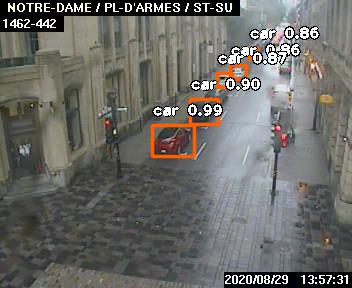 NOTRE-DAME / PL-D'ARMES / ST-SU
1462-442
car 0.86
car 0.86
car 0.87
car 0.90
car 0.99
2020/08/29 13:57:31